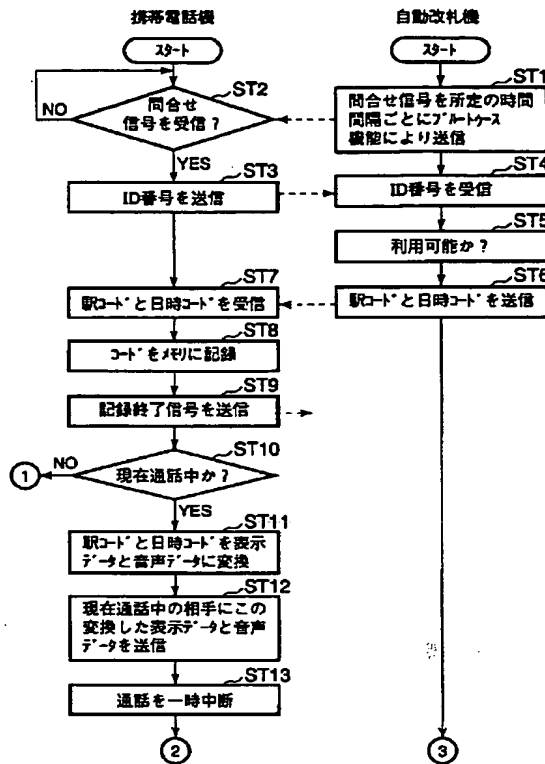 携帯電話機
自動改札機
スタート
スタート
ST1
問合せ信号を所定の時間
間隔ごとにブルートゥース
機能により送信
ST2
問合せ
信号を受信？
NO
YES
ST3
ID番号を送信
ST4
ID番号を受信
ST5
利用可能か？
ST6
駅コードと日時コードを送信
ST7
駅コードと日時コードを受信
ST8
コードをメモリに記録
ST9
記録終了信号を送信
ST10
現在通話中か？
NO
1
YES
ST11
駅コードと日時コードを表示
データと音声データに変換
ST12
現在通話中の相手にこの
変換した表示データと音声
データを送信
ST13
通話を一時中断
2
3